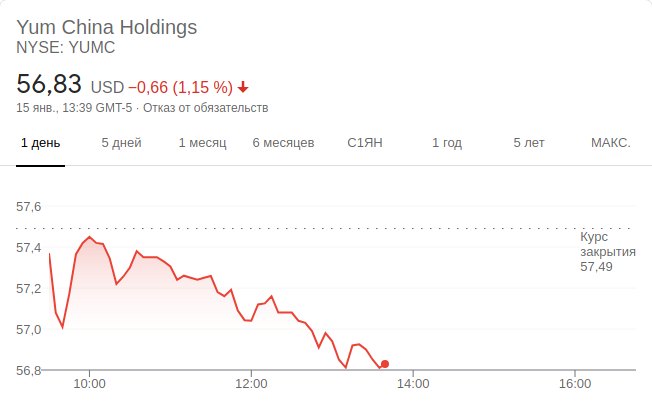 Yum China Holdings
NYSE: YUMC
56,83 USD −0,66 (1,15 %)
15 янв., 13:39 GMT-5 · Отказ от обязательств
1 день 5 дней 1 месяц 6 месяцев С1ЯН 1 год 5 лет МАКС.
57,6
Курс
закрытия
57,49
57,4
57,2
57,0
56,8
10:00 12:00 14:00 16:00